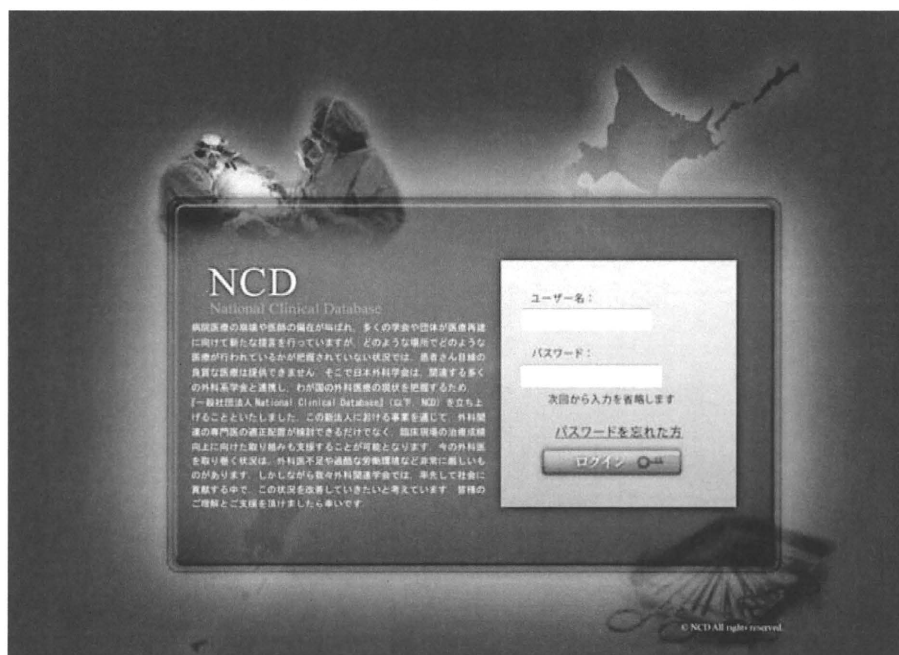 NCD
National Clinical Database
病院医療の崩壊や医師の偏在が叫ばれ、多くの学会や団体が医療再建
に向けて新たな提言を行っていますが、どのような場所でどのような
医療が行われているかが把握されていない状況では、患者さん目線の
良質な医療は提供できません。そこで日本外科学会は、関連する多く
の外科系学会と連携し、わが国の外科医療の現状を把握するため
『一般社団法人National Clinical Database』(以下、NCD)を立ち上
げることといたしました。この新法人における事業を通じて、外科関
連の専門医の適正配置が検討できるだけでなく、臨床現場の治療成績
向上に向けた取り組みも支援することが可能となります。今の外科医
を取り巻く状況は、外科医不足や過酷な労働環境など非常に厳しいも
のがあります。しかしながら我々外科関連学会では、率先して社会に
貢献する中で、この状況を改善していきたいと考えています。皆様の
ご理解とご支援を頂けましたら幸いです。
ユーザー名：
パスワード：
次回から入力を省略します
パスワードを忘れた方
ログイン
© NCD All rights reserved.